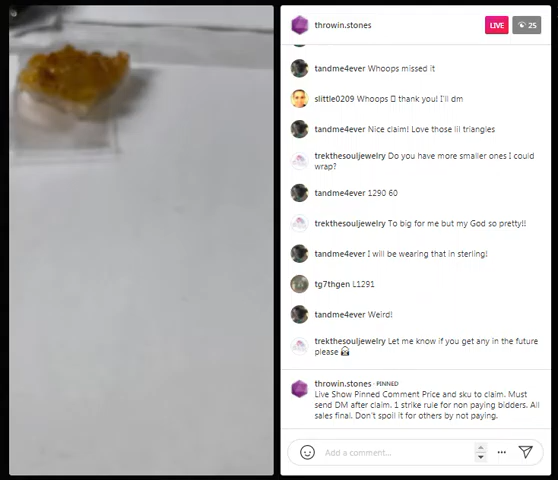 throwin.stones
LIVE
25
tandme4ever Whoops missed it
slittle0209 Whoops ▯ thank you! I'll dm
tandme4ever Nice claim! Love those lil triangles
trekthesouljewelry Do you have more smaller ones I could
wrap?
tandme4ever 1290 60
trekthesouljewelry To big for me but my God so pretty!!
tandme4ever I will be wearing that in sterling!
tg7thgen L1291
tandme4ever Weird!
trekthesouljewelry Let me know if you get any in the future
please
throwin.stones · PINNED
Live Show Pinned Comment Price and sku to claim. Must
send DM after claim. 1 strike rule for non paying bidders. All
sales final. Don't spoil it for others by not paying.
Add a comment...